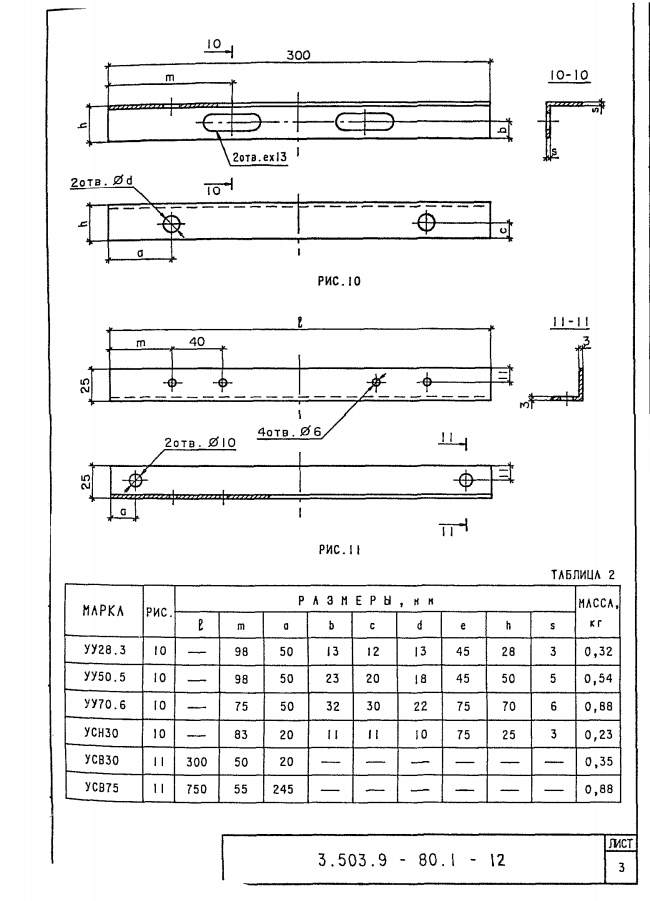 10
300
m
10-10
h
b
s
s
2отв.ех13
10
2отв. Ød
h
c
a
РИС.10
ℓ
11-11
m
40
3
25
11
3
4отв. Ø6
2отв. Ø10
11
25
11
a
11
РИС.11
ТАБЛИЦА 2
МАРКА РИС. РАЗМЕРЫ, мм МАССА, кг
ℓ m a b c d e h s
УУ28.3 10 — 98 50 13 12 13 45 28 3 0,32
УУ50.5 10 — 98 50 23 20 18 45 50 5 0,54
УУ70.6 10 — 75 50 32 30 22 75 70 6 0,88
УСН30 10 — 83 20 11 11 10 75 25 3 0,23
УСВ30 11 300 50 20 — — — — — — 0,35
УСВ75 11 750 55 245 — — — — — — 0,88
3.503.9 - 80.1 - 12
ЛИСТ
3